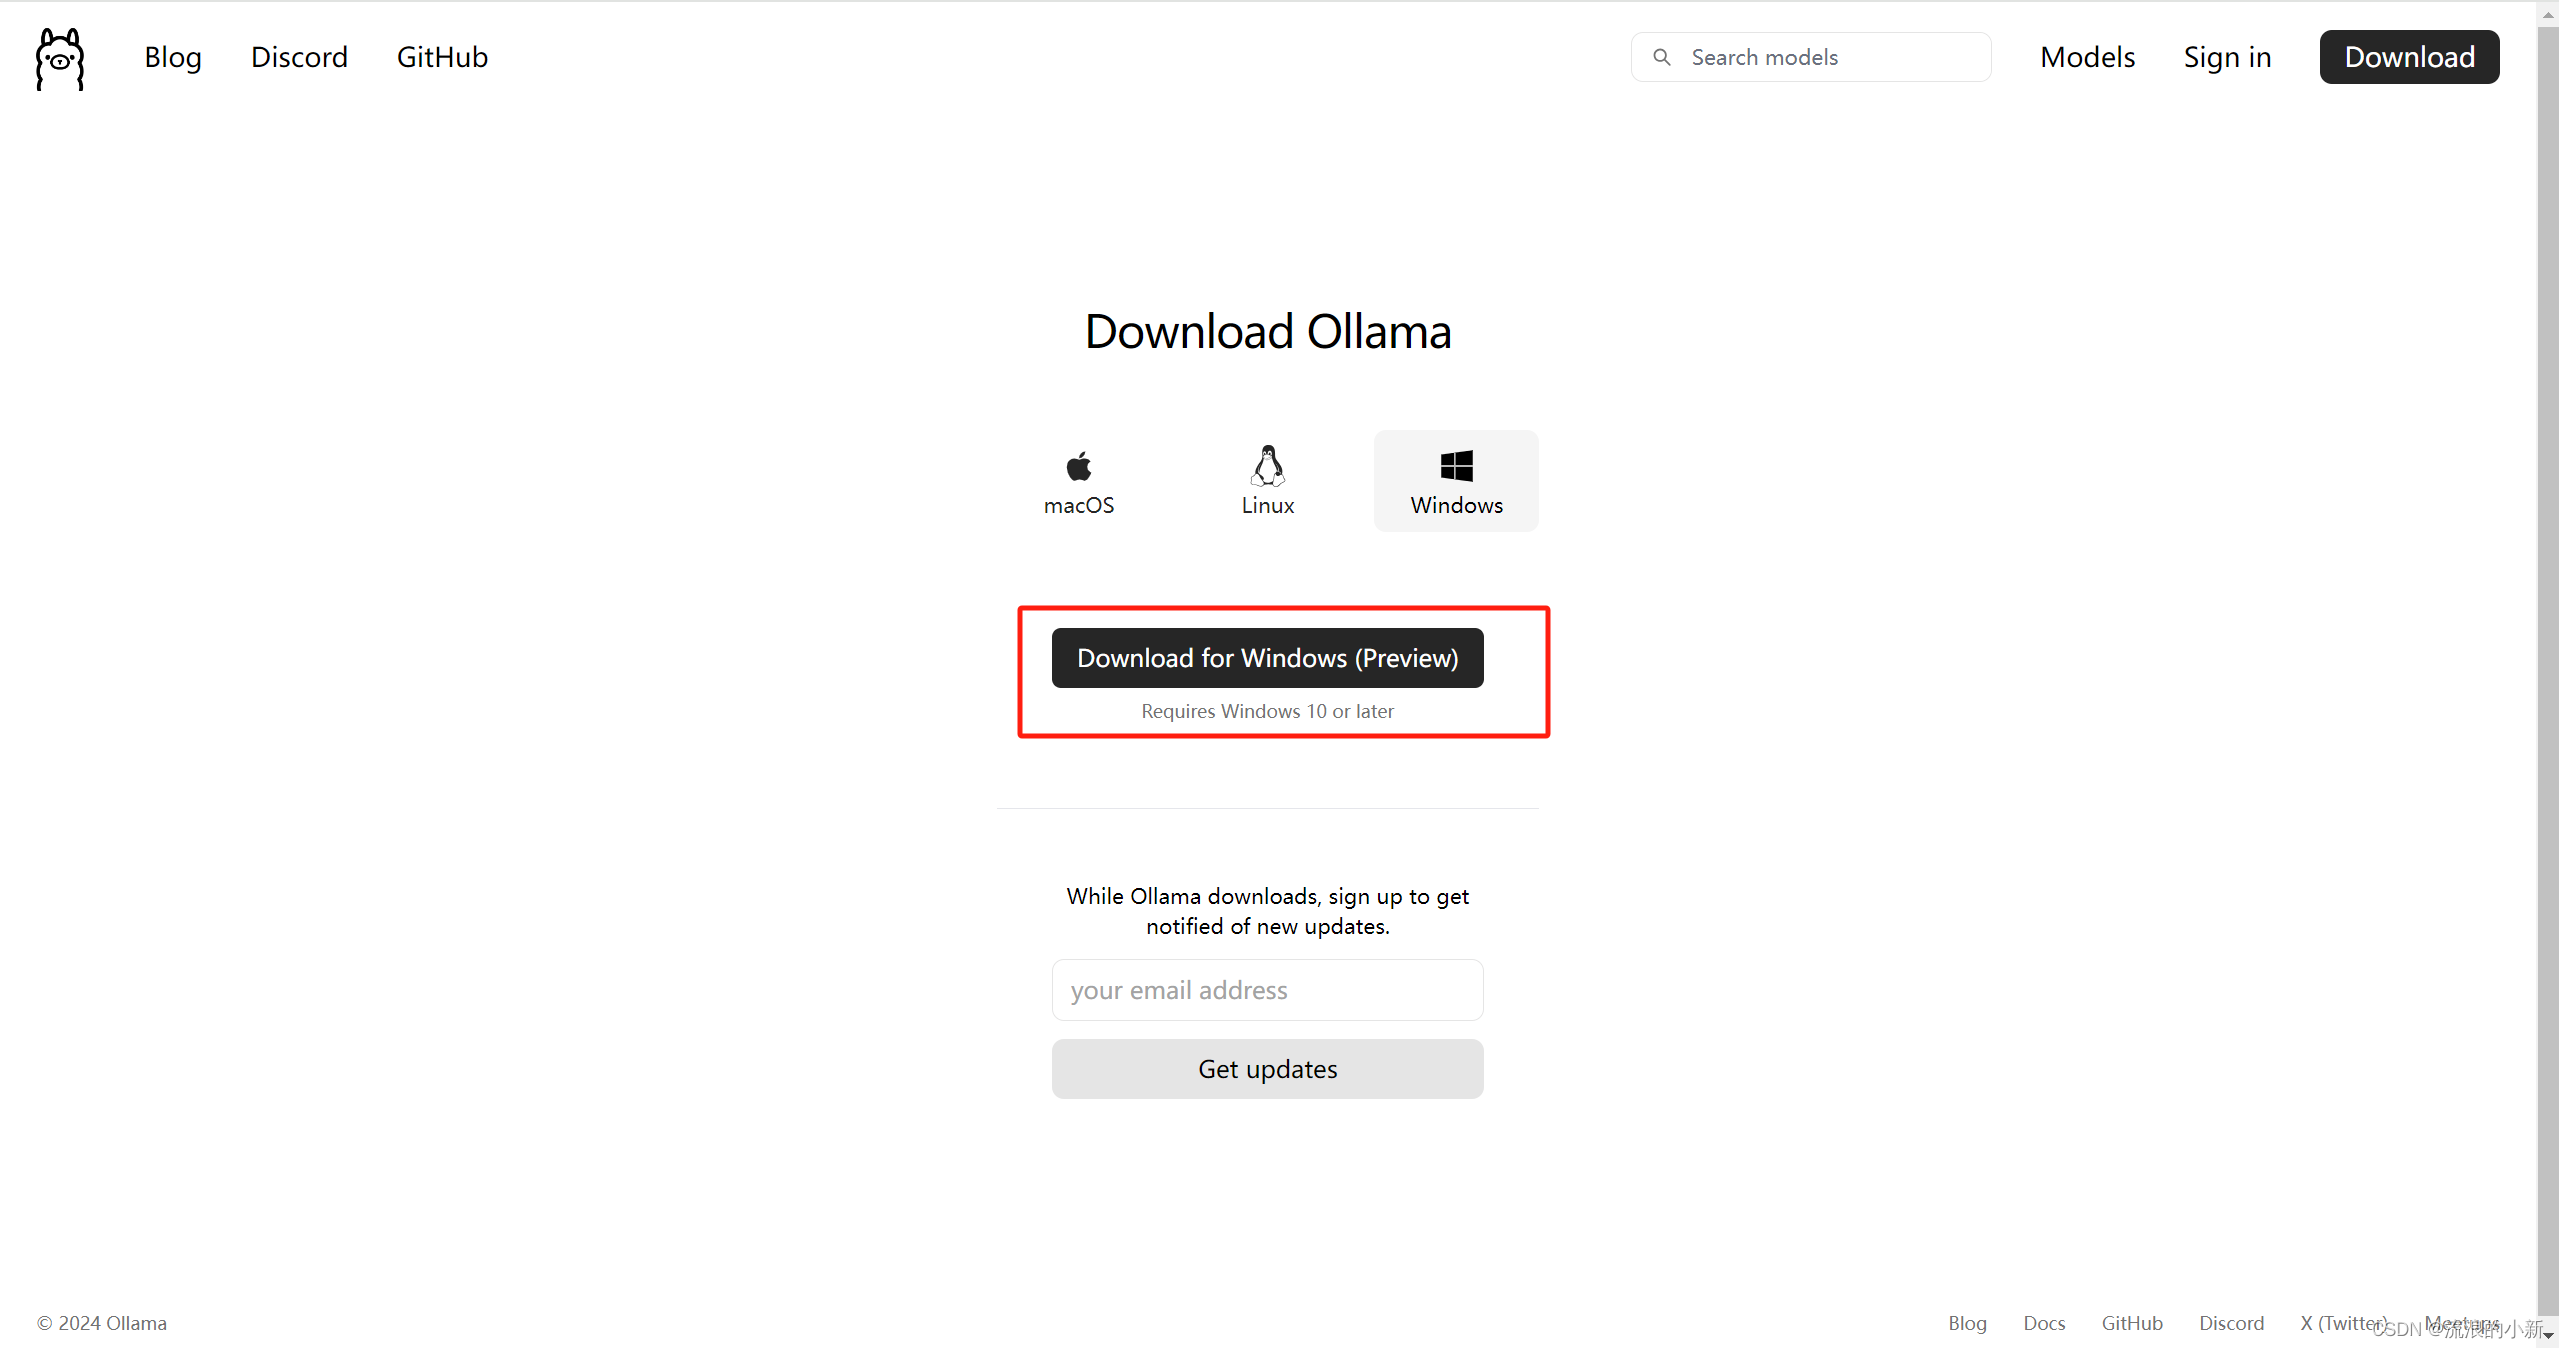 Blog Discord GitHub Search models Models Sign in Download
Download Ollama
macOS Linux Windows
Download for Windows (Preview)
Requires Windows 10 or later
While Ollama downloads, sign up to get
notified of new updates.
your email address
Get updates
© 2024 Ollama Blog Docs GitHub Discord X (Twitter) Meetups
CSDN @流浪的小新